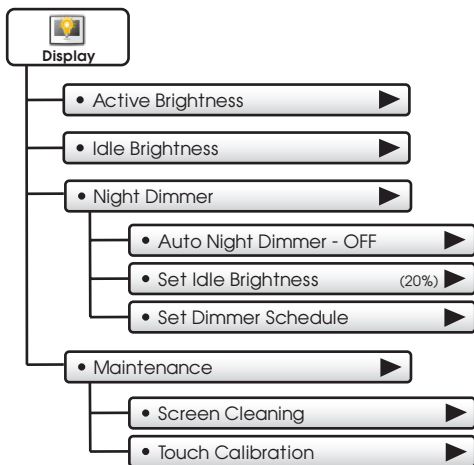 Display
• Active Brightness
• Idle Brightness
• Night Dimmer
• Auto Night Dimmer - OFF
• Set Idle Brightness (20%)
• Set Dimmer Schedule
• Maintenance
• Screen Cleaning
• Touch Calibration